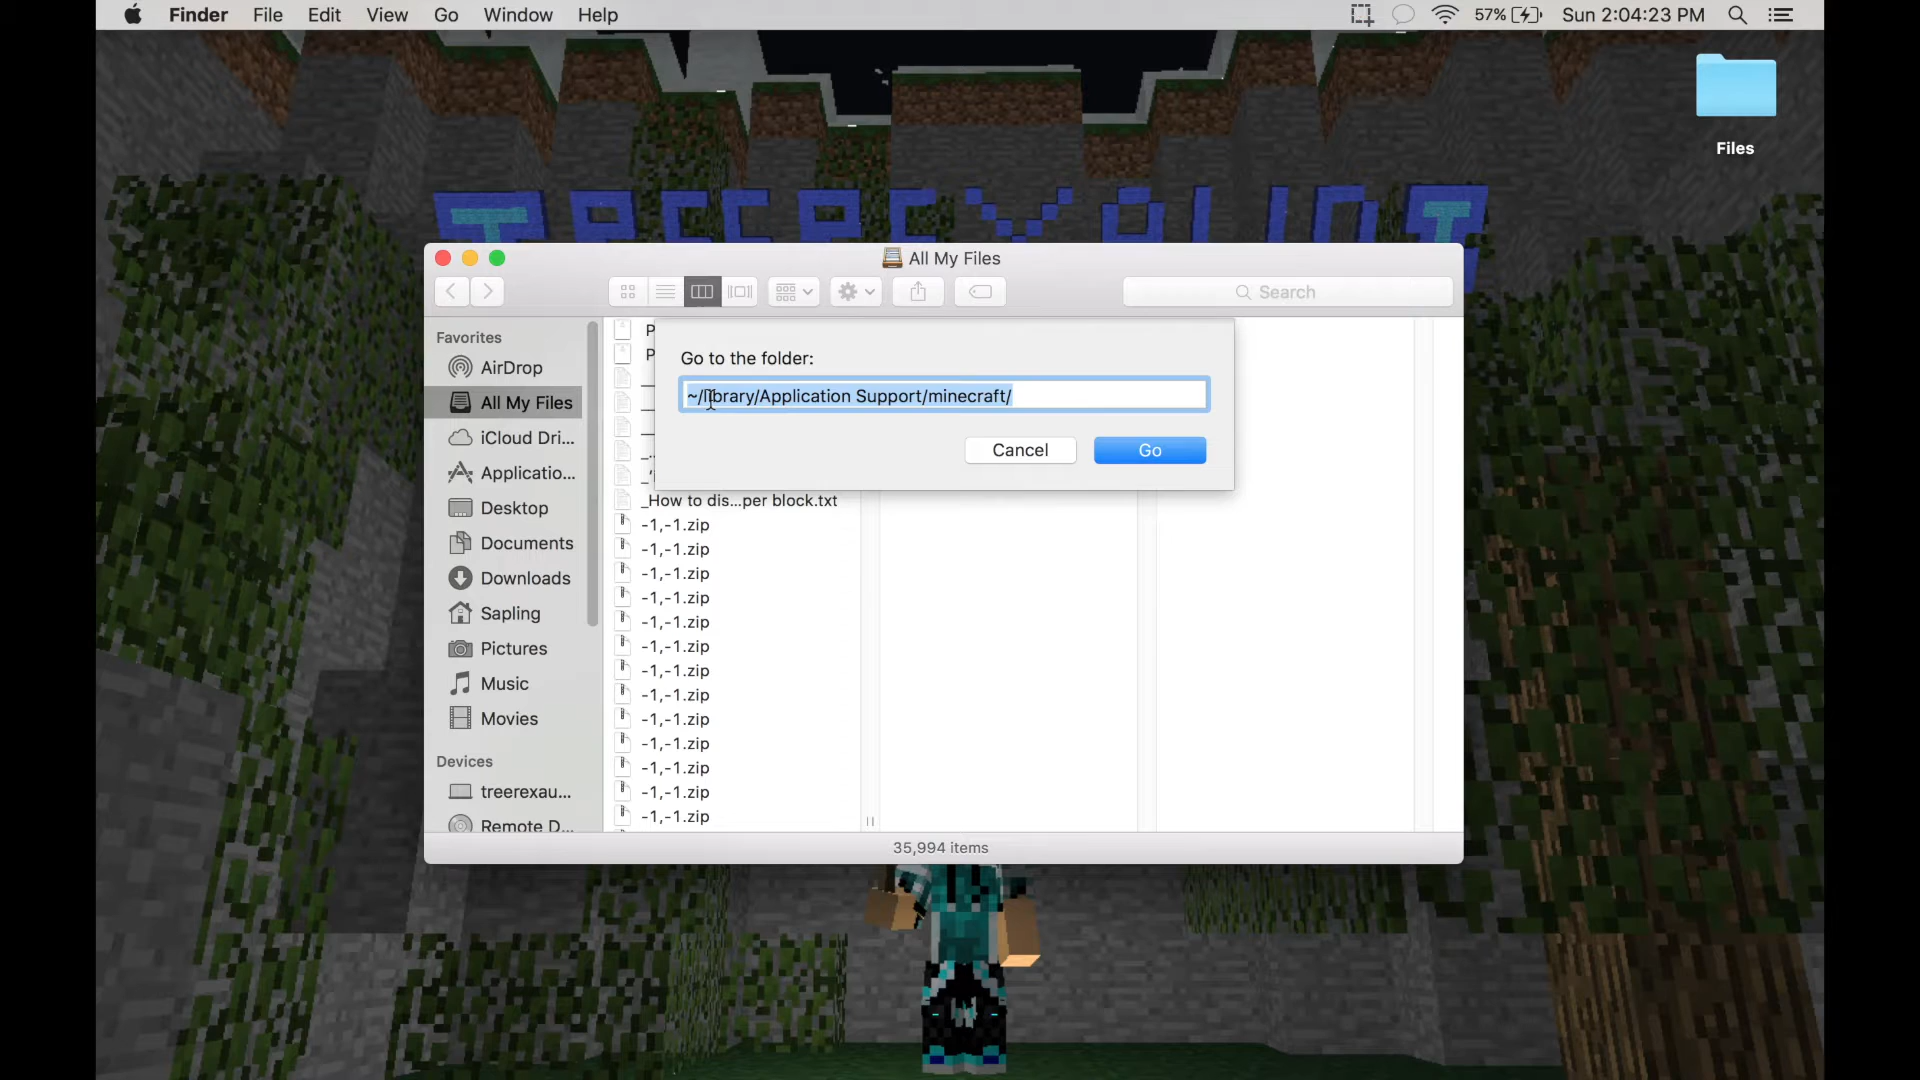 Finder File Edit View Go Window Help 57% Sun 2:04:23 PM
Files
TREEREXAUNT
All My Files
Search
Favorites
AirDrop
All My Files
iCloud Dri...
Applicatio...
Desktop
Documents
Downloads
Sapling
Pictures
Music
Movies
Devices
treerexau...
Remote D...
Go to the folder:
~/library/Application Support/minecraft/
Cancel Go
_How to dis...per block.txt
-1,-1.zip
-1,-1.zip
-1,-1.zip
-1,-1.zip
-1,-1.zip
-1,-1.zip
-1,-1.zip
-1,-1.zip
-1,-1.zip
-1,-1.zip
-1,-1.zip
-1,-1.zip
-1,-1.zip
35,994 items